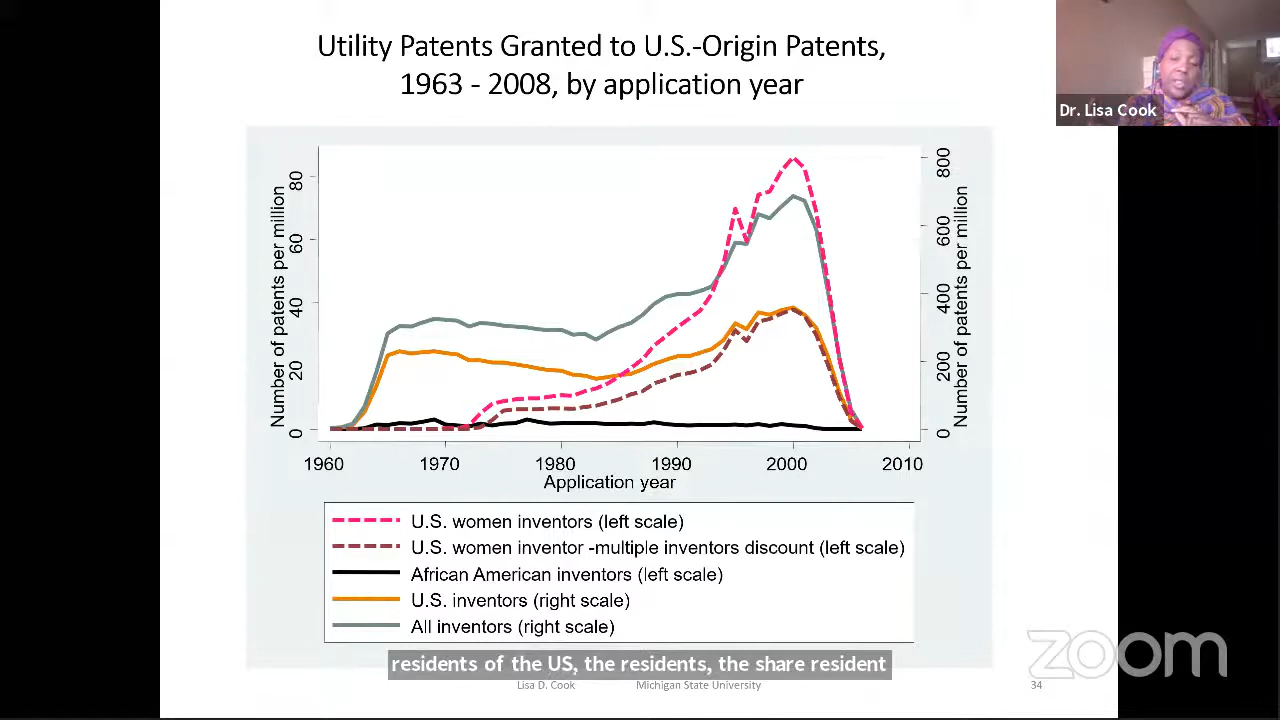 Utility Patents Granted to U.S.-Origin Patents,
1963 - 2008, by application year
Dr. Lisa Cook
Number of patents per million
0
20
40
60
80
0
200
400
600
800
Number of patents per million
1960
1970
1980
1990
2000
2010
Application year
U.S. women inventors (left scale)
U.S. women inventor -multiple inventors discount (left scale)
African American inventors (left scale)
U.S. inventors (right scale)
All inventors (right scale)
residents of the US, the residents, the share resident
Lisa D. Cook Michigan State University
34
zoom